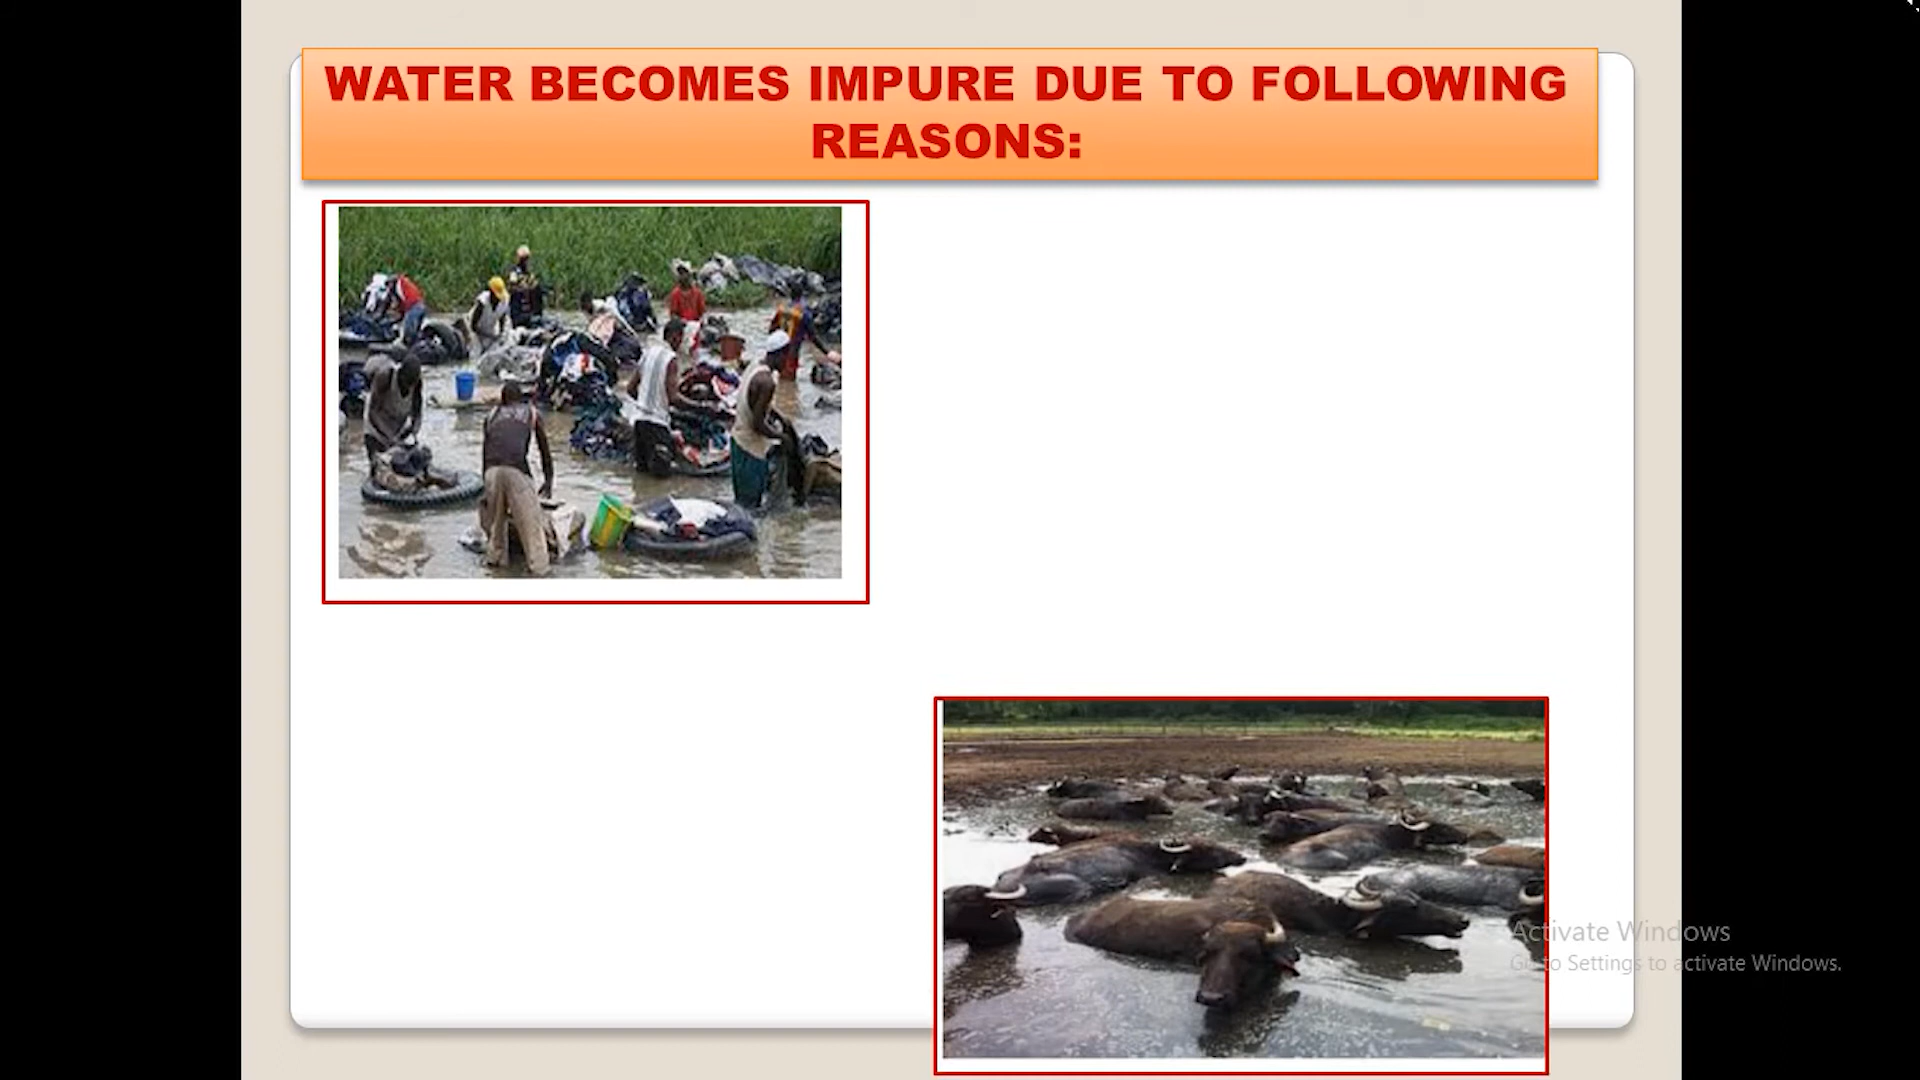 WATER BECOMES IMPURE DUE TO FOLLOWING
REASONS:
Activate Windows
Go to Settings to activate Windows.